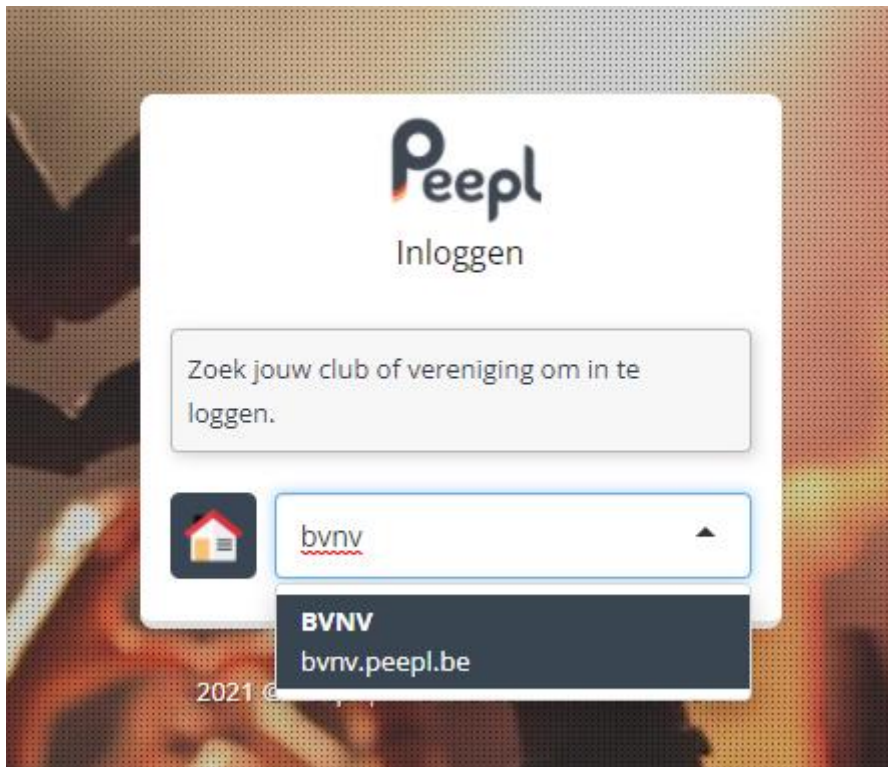 Peepl
Inloggen
Zoek jouw club of vereniging om in te
loggen.
bvnv
BVNV
bvnv.peepl.be
2021